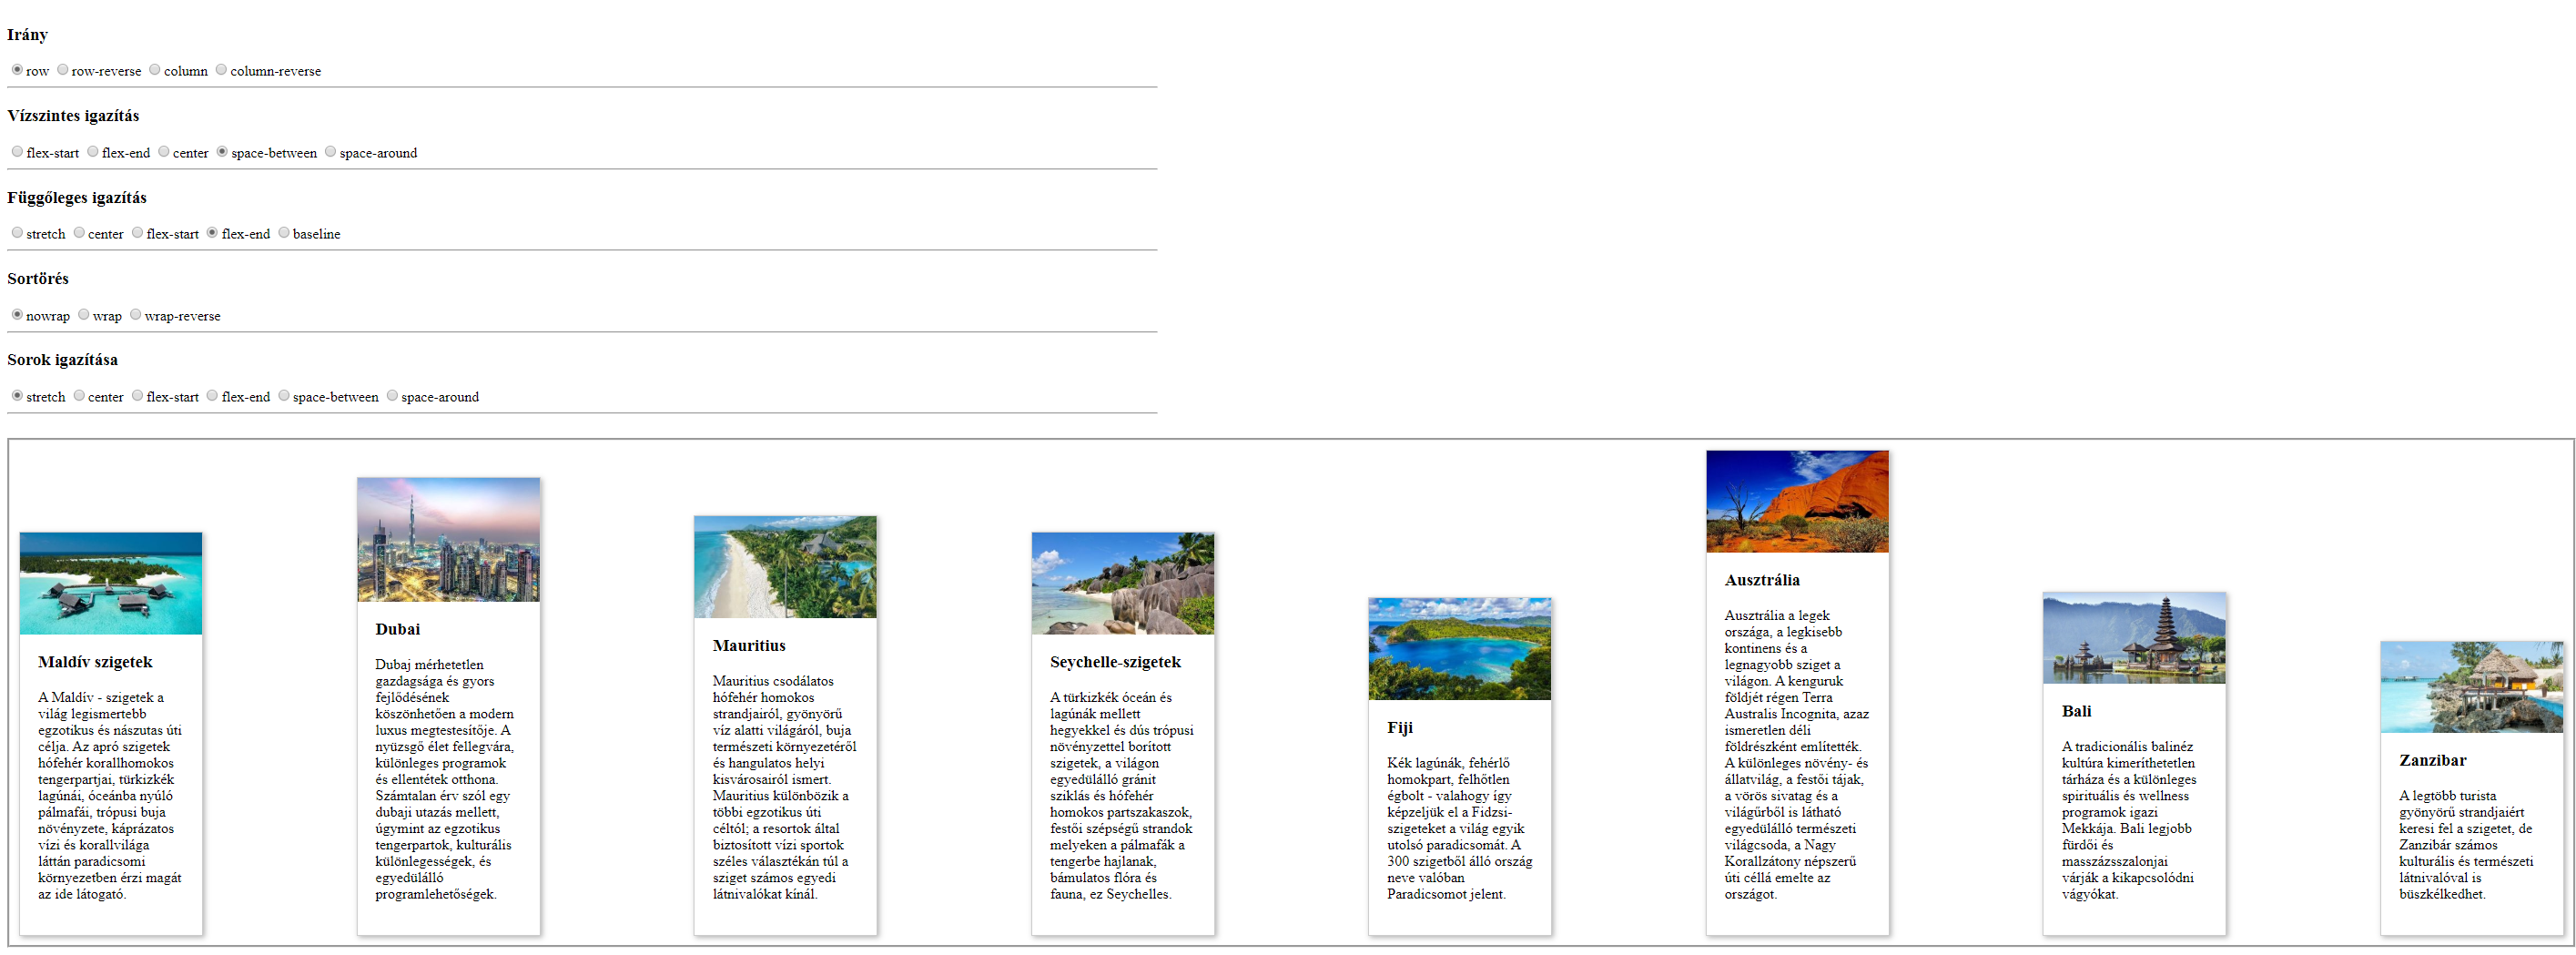 Irány
row row-reverse column column-reverse
Vízszintes igazítás
flex-start flex-end center space-between space-around
Függőleges igazítás
stretch center flex-start flex-end baseline
Sortörés
nowrap wrap wrap-reverse
Sorok igazítása
stretch center flex-start flex-end space-between space-around
Maldív szigetek
A Maldív - szigetek a
világ legismertebb
egzotikus és nászutas úti
célja. Az apró szigetek
hófehér korallhomokos
tengerpartjai, türkizkék
lagúnái, óceánba nyúló
pálmafái, trópusi buja
növényzete, káprázatos
vízi és korallvilága
láttán paradicsomi
környezetben érzi magát
az ide látogató.
Dubai
Dubaj mérhetetlen
gazdagsága és gyors
fejlődésének
köszönhetően a modern
luxus megtestesítője. A
nyüzsgő élet fellegvára,
különleges programok
és ellentétek otthona.
Számtalan érv szól egy
dubaji utazás mellett,
úgymint az egzotikus
tengerpartok, kulturális
különlegességek, és
egyedülálló
programlehetőségek.
Mauritius
Mauritius csodálatos
hófehér homokos
strandjairól, gyönyörű
víz alatti világáról, buja
természeti környezetéről
és hangulatos helyi
kisvárosairól ismert.
Mauritius különbözik a
többi egzotikus úti
céltól; a resortok által
biztosított vízi sportok
széles választékán túl a
sziget számos egyedi
látnivalókat kínál.
Seychelle-szigetek
A türkizkék óceán és
lagúnák mellett
hegyekkel és dús trópusi
növényzettel borított
szigetek, a világon
egyedülálló gránit
sziklás és hófehér
homokos partszakaszok,
festői szépségű strandok
melyeken a pálmafák a
tengerbe hajlanak,
bámulatos flóra és
fauna, ez Seychelles.
Fiji
Kék lagúnák, fehérlő
homokpart, felhőtlen
égbolt - valahogy így
képzeljük el a Fidzsi-
szigeteket a világ egyik
utolsó paradicsomát. A
300 szigetből álló ország
neve valóban
Paradicsomot jelent.
Ausztrália
Ausztrália a legek
országa, a legkisebb
kontinens és a
legnagyobb sziget a
világon. A kenguruk
földjét régen Terra
Australis Incognita, azaz
ismeretlen déli
földrészként említették.
A különleges növény- és
állatvilág, a festői tájak,
a vörös sivatag és a
világűrből is látható
egyedülálló természeti
világcsoda, a Nagy
Korallzátony népszerű
úti céllá emelte az
országot.
Bali
A tradicionális balinéz
kultúra kimeríthetetlen
tárháza és a különleges
spirituális és wellness
programok igazi
Mekkája. Bali legjobb
fürdői és
masszázsszalonjai
várják a kikapcsolódni
vágyókat.
Zanzibar
A legtöbb turista
gyönyörű strandjaiért
keresi fel a szigetet, de
Zanzibár számos
kulturális és természeti
látnivalóval is
büszkélkedhet.